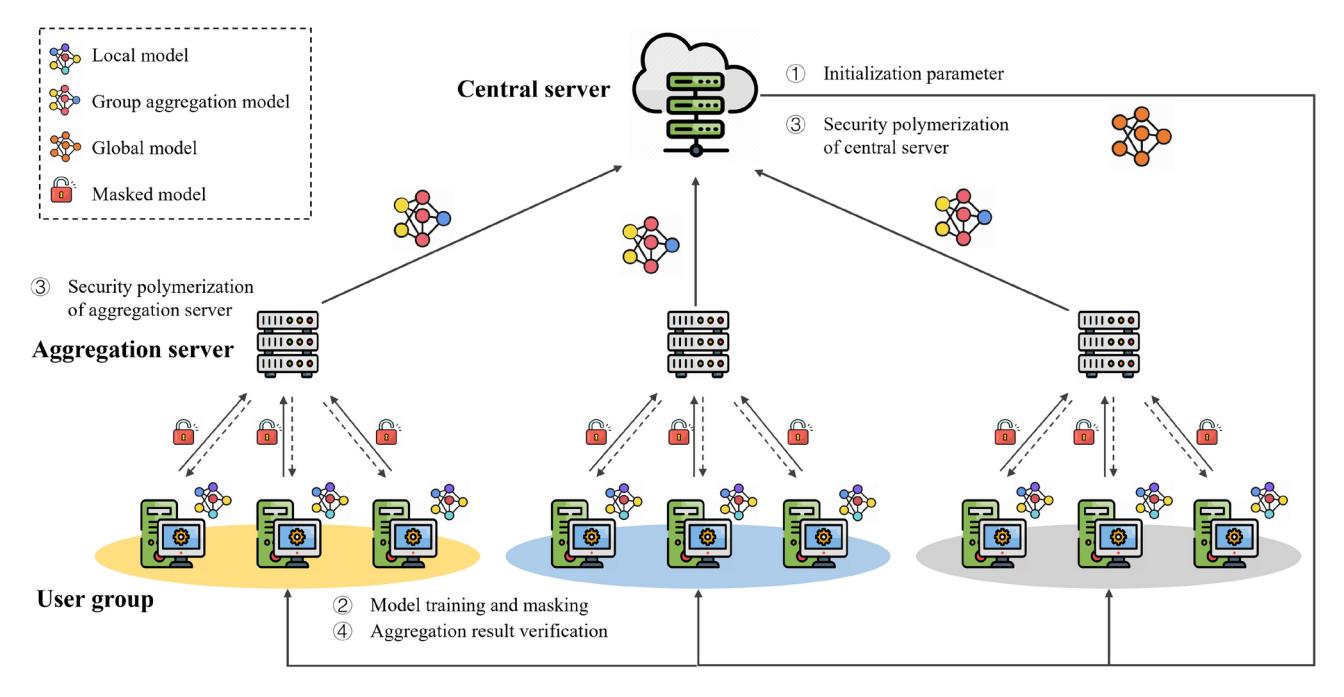 Local model
Group aggregation model
Global model
Masked model
Central server
① Initialization parameter
③ Security polymerization
of central server
③ Security polymerization
of aggregation server
Aggregation server
User group
② Model training and masking
④ Aggregation result verification